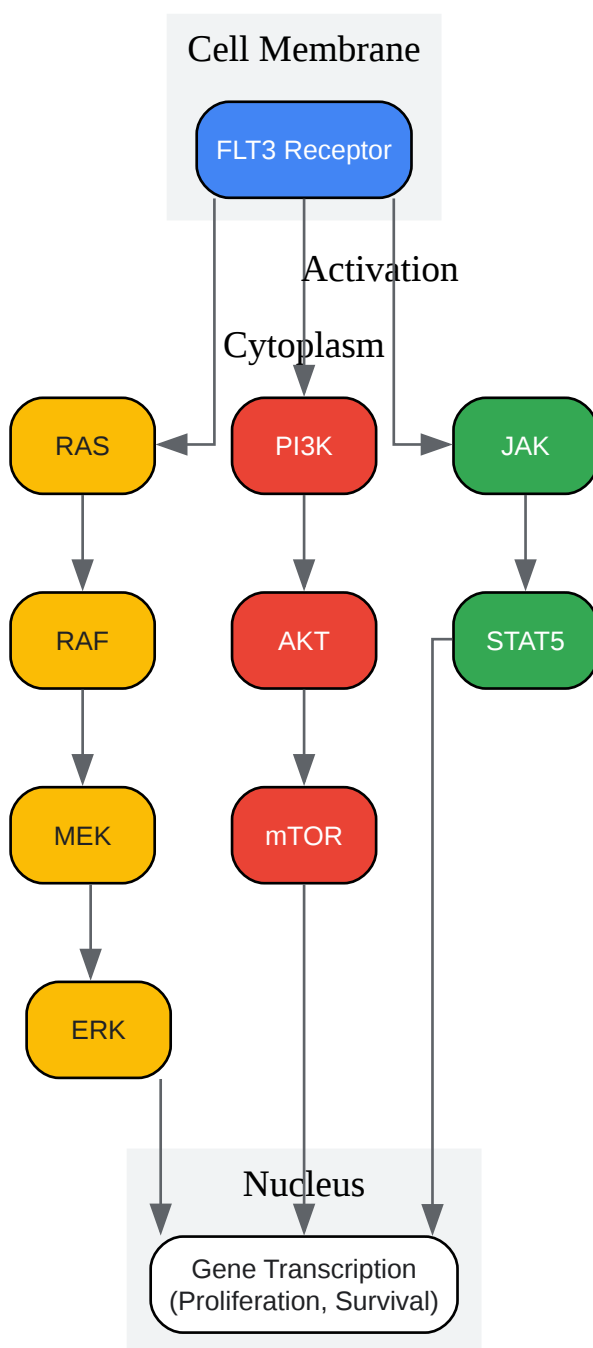 Cell Membrane
FLT3 Receptor
Activation
Cytoplasm
RAS
PI3K
JAK
RAF
AKT
STAT5
MEK
mTOR
ERK
Nucleus
Gene Transcription
(Proliferation, Survival)